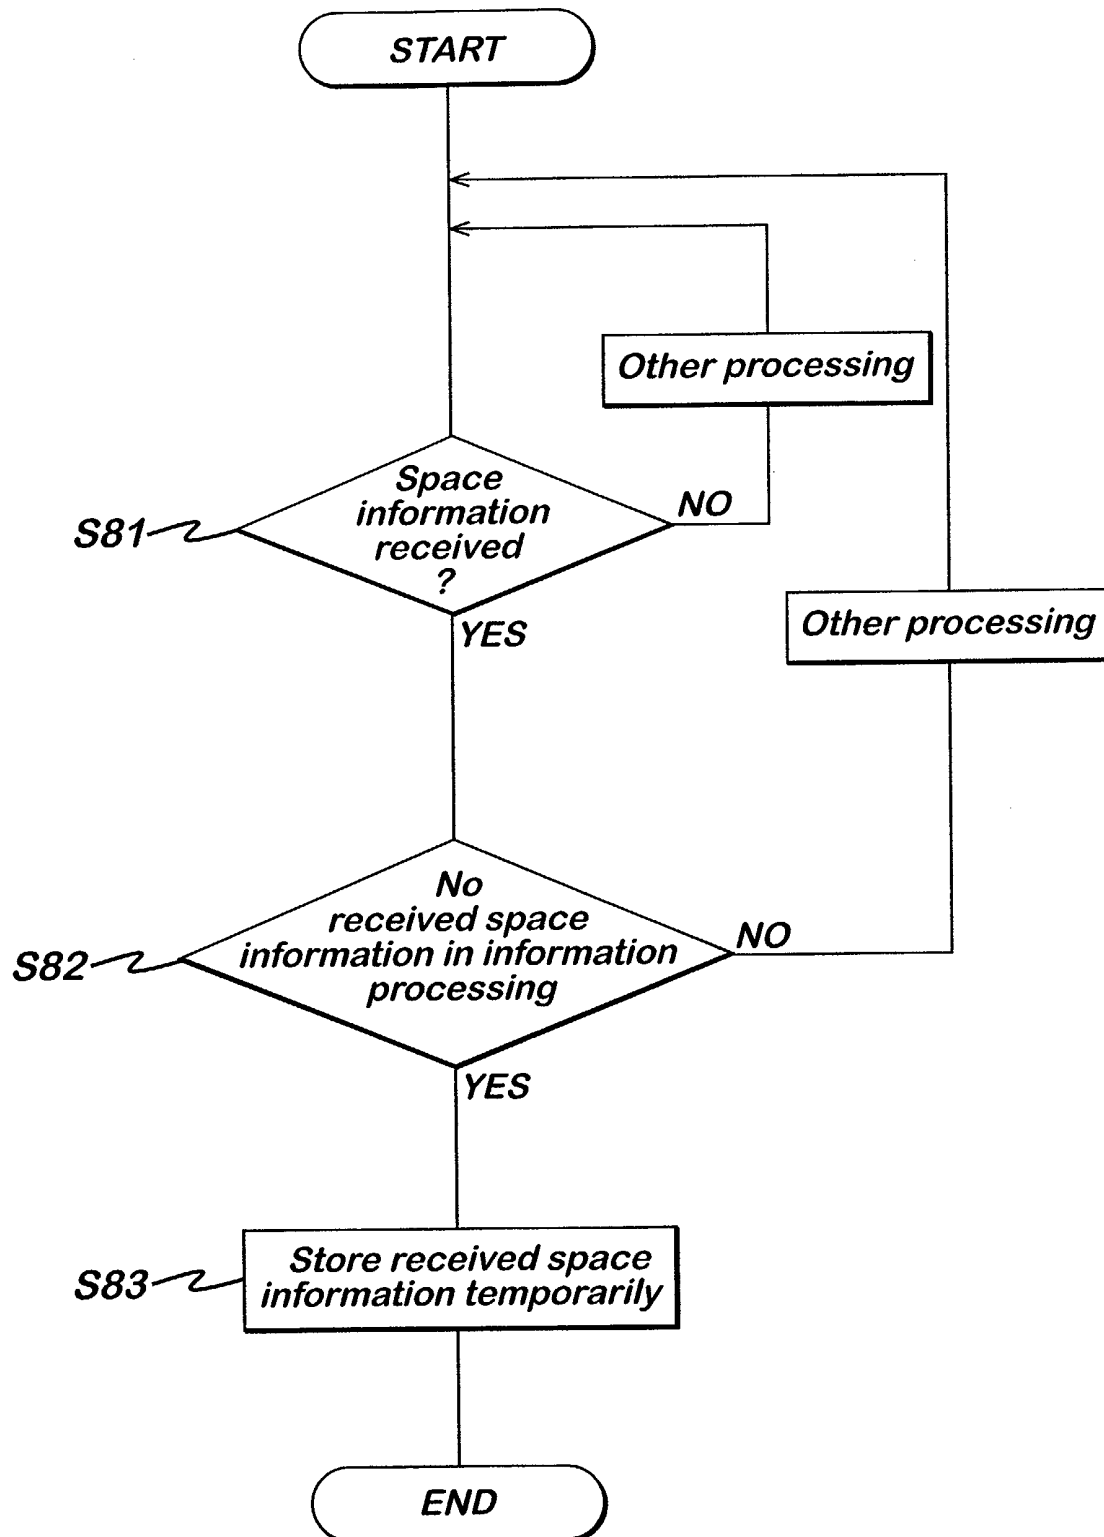 START
Other processing
Space
information
received
?
NO
S81
YES
Other processing
No
received space
information in information
processing
NO
S82
YES
Store received space
information temporarily
S83
END